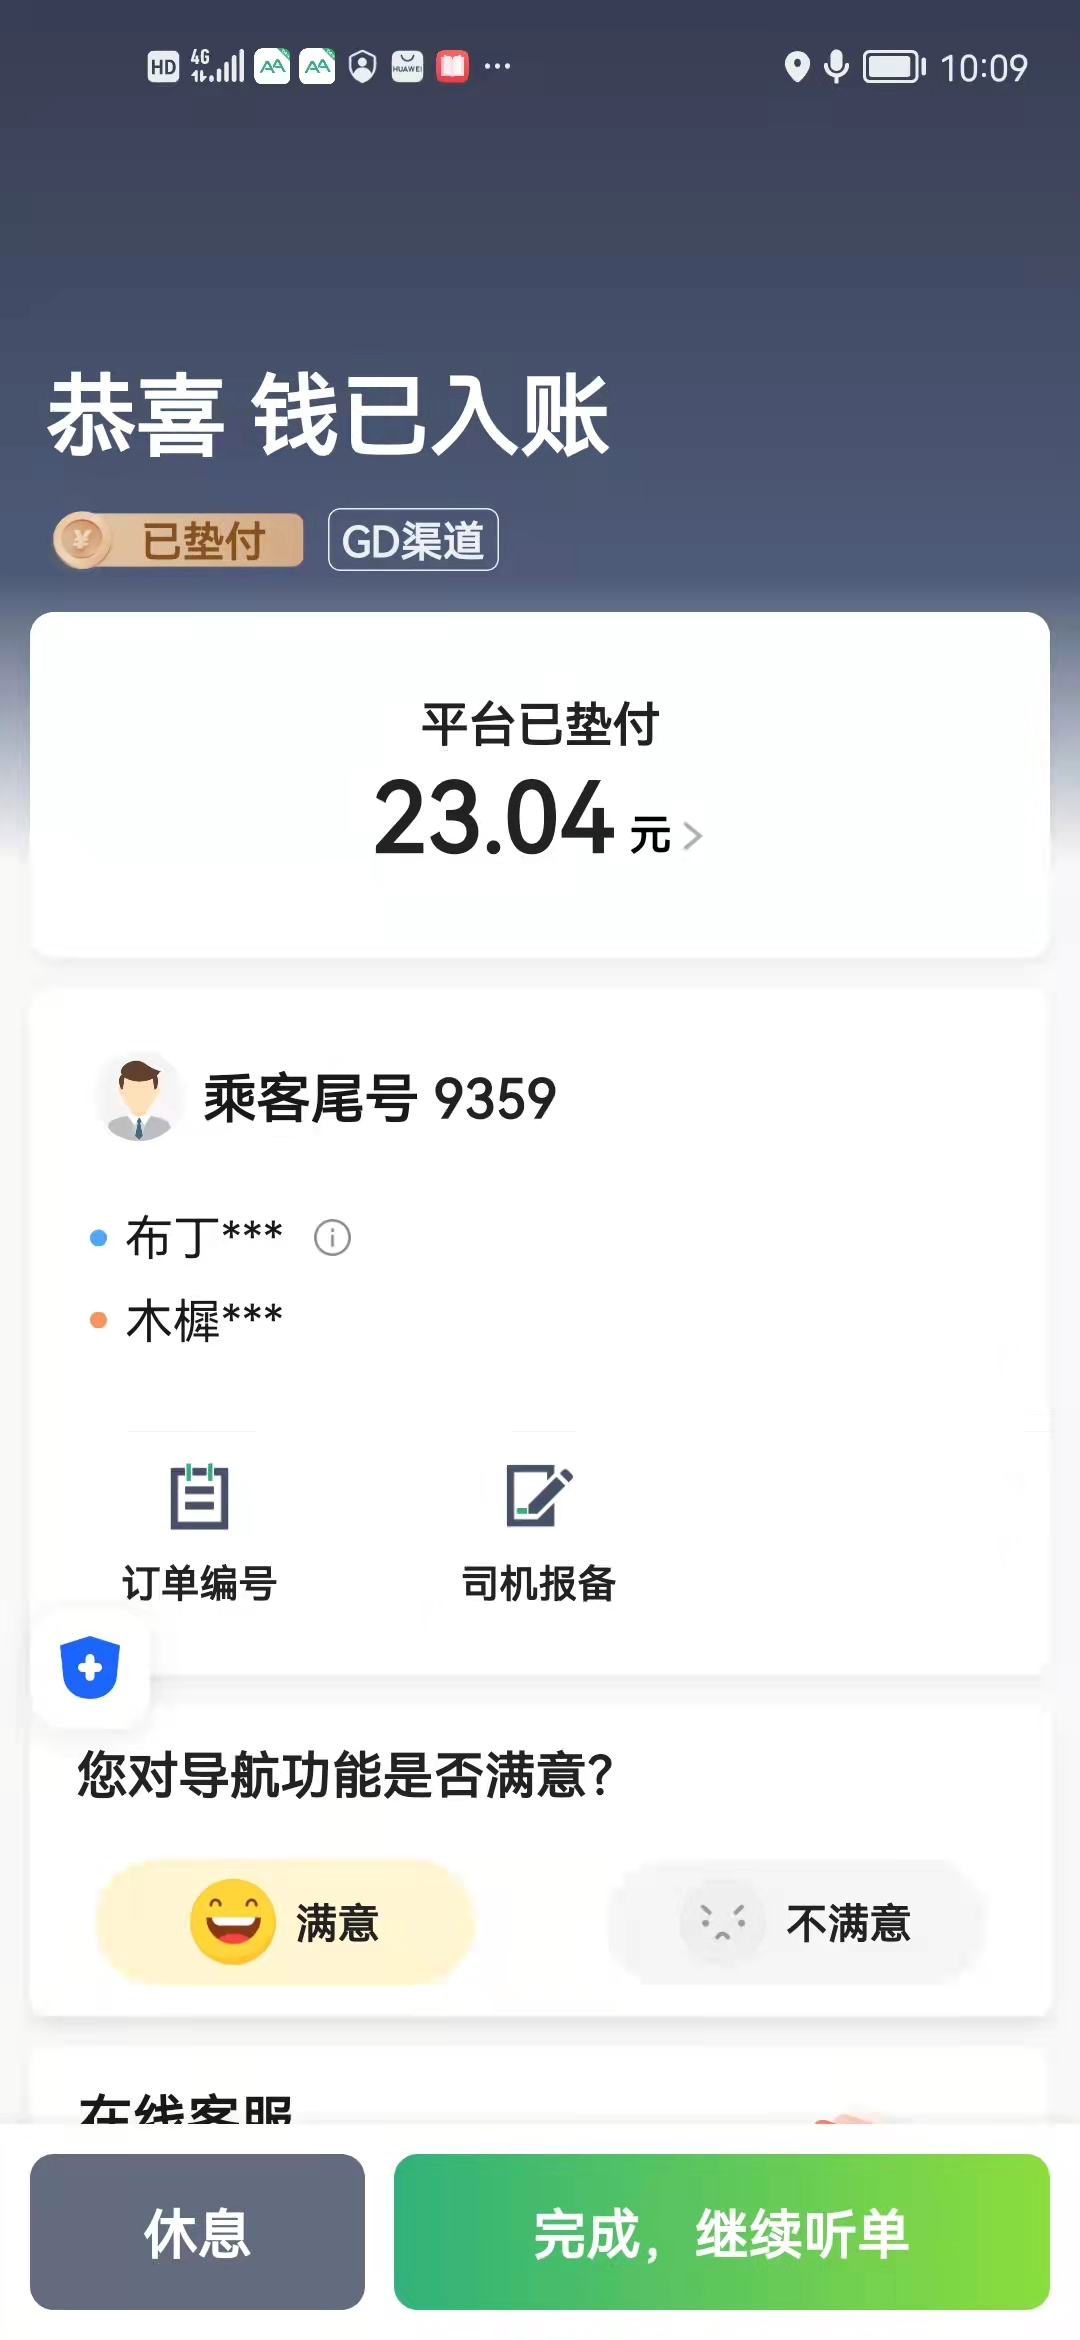 HD 4G HUAWEI 10:09
恭喜 钱已入账
已垫付 GD渠道
平台已垫付
23.04 元
乘客尾号 9359
布丁***
木樨***
订单编号 司机报备
您对导航功能是否满意？
满意 不满意
在线客服
休息 完成，继续听单